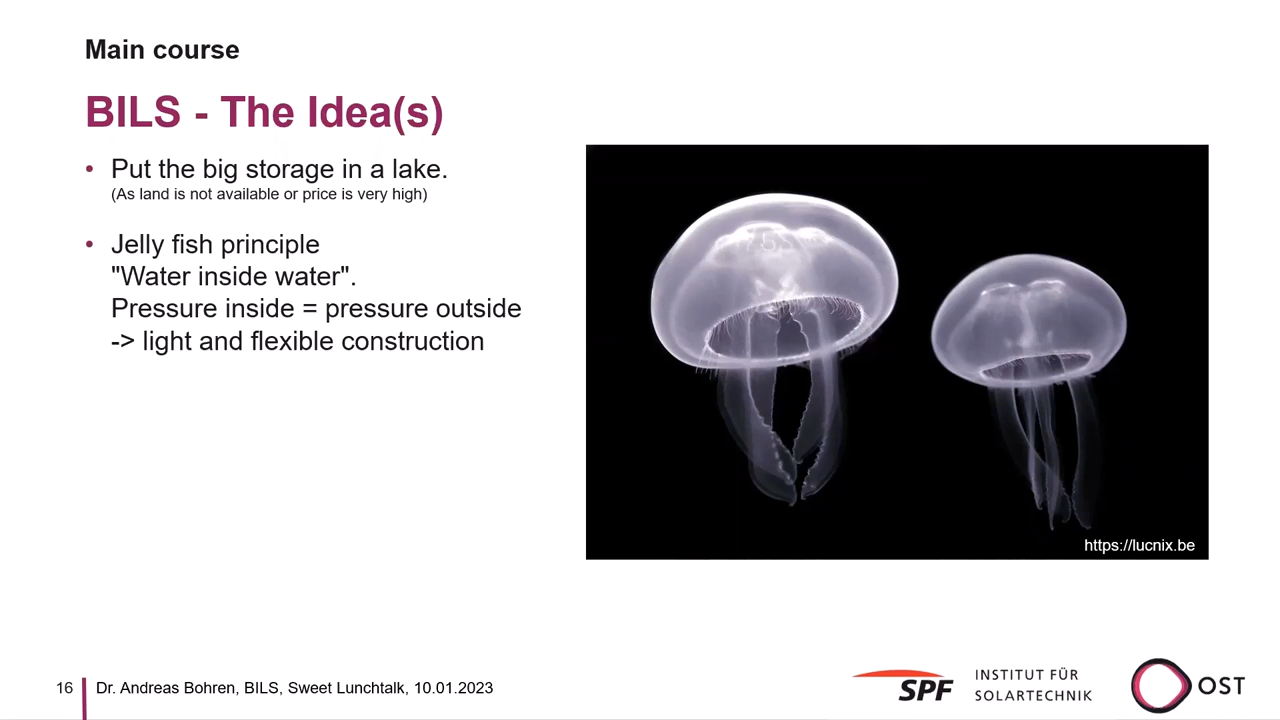 Main course
BILS - The Idea(s)
• Put the big storage in a lake.
(As land is not available or price is very high)
• Jelly fish principle
"Water inside water".
Pressure inside = pressure outside
-> light and flexible construction
https://lucnix.be
16 Dr. Andreas Bohren, BILS, Sweet Lunchtalk, 10.01.2023
SPF
INSTITUT FÜR
SOLARTECHNIK
OST